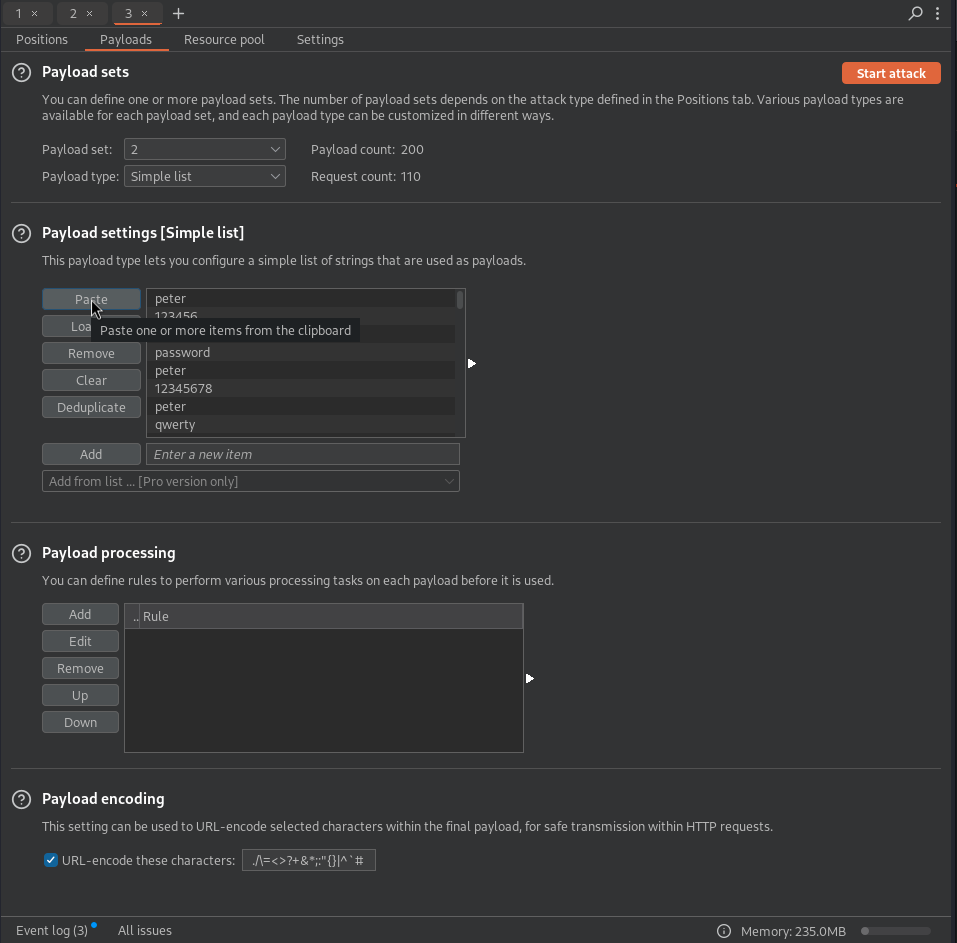 1 × 2 × 3 × +
Positions Payloads Resource pool Settings
? Payload sets Start attack
You can define one or more payload sets. The number of payload sets depends on the attack type defined in the Positions tab. Various payload types are
available for each payload set, and each payload type can be customized in different ways.
Payload set: 2 Payload count: 200
Payload type: Simple list Request count: 110
? Payload settings [Simple list]
This payload type lets you configure a simple list of strings that are used as payloads.
Paste peter
123456
Loa Paste one or more items from the clipboard
Remove password
peter
Clear 12345678
Deduplicate peter
qwerty
Add Enter a new item
Add from list ... [Pro version only]
? Payload processing
You can define rules to perform various processing tasks on each payload before it is used.
Add .. Rule
Edit
Remove
Up
Down
? Payload encoding
This setting can be used to URL-encode selected characters within the final payload, for safe transmission within HTTP requests.
URL-encode these characters: ./\=<>?+&*;:"{}|^`#
Event log (3) All issues Memory: 235.0MB